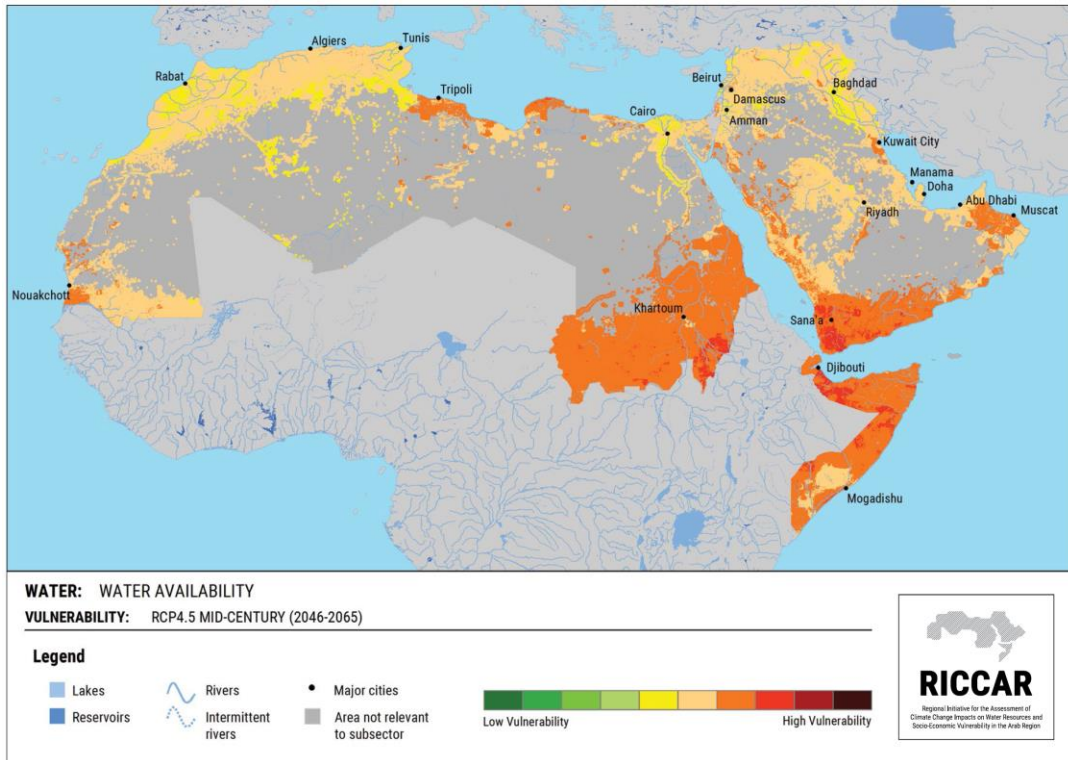 Algiers
Tunis
Rabat
Tripoli
Beirut
Damascus
Baghdad
Cairo
Amman
Kuwait City
Manama
Doha
Abu Dhabi
Riyadh
Muscat
Nouakchott
Khartoum
Sana'a
Djibouti
Mogadishu
WATER: WATER AVAILABILITY
VULNERABILITY: RCP4.5 MID-CENTURY (2046-2065)
Legend
Lakes
Reservoirs
Rivers
Intermittent
rivers
Major cities
Area not relevant
to subsector
Low Vulnerability
High Vulnerability
RICCAR
Regional Initiative for the Assessment of
Climate Change Impacts on Water Resources and
Socio-Economic Vulnerability in the Arab Region